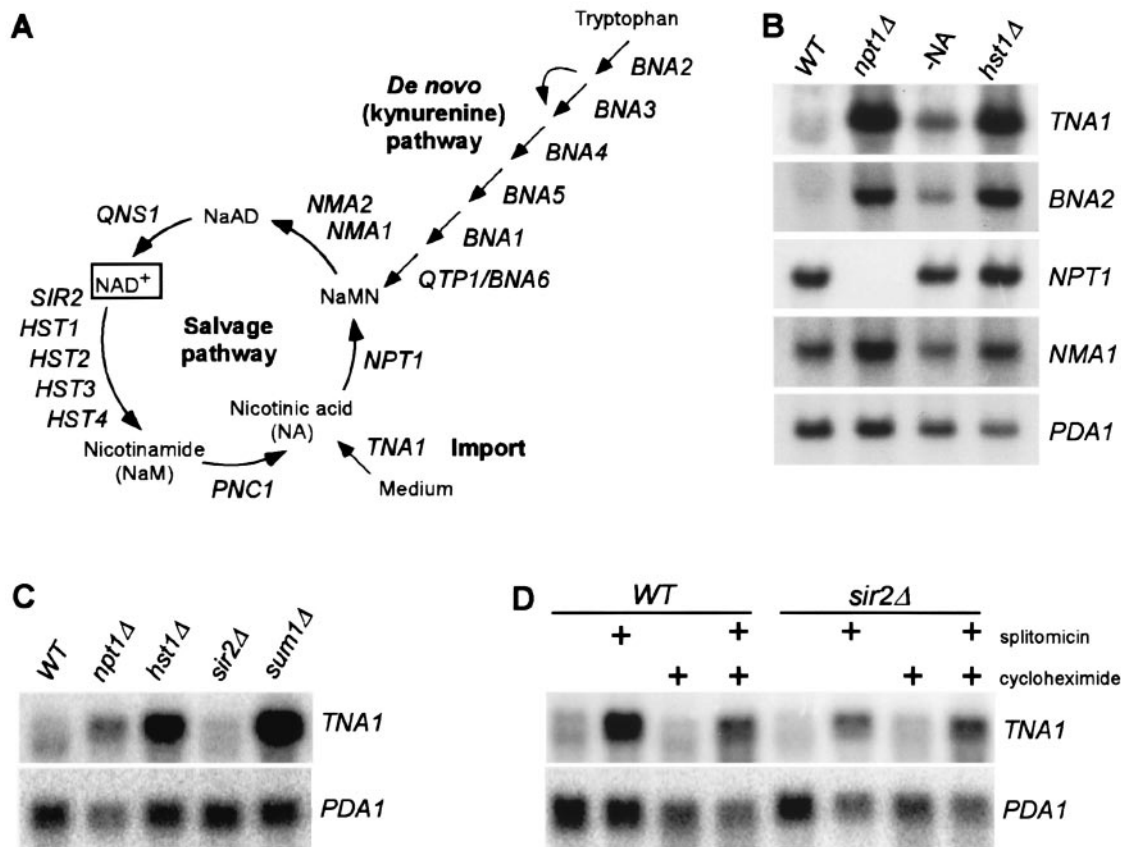 A
Tryptophan
BNA2
De novo
(kynurenine)
pathway
BNA3
BNA4
BNA5
BNA1
QTP1/BNA6
QNS1
NaAD
NMA2
NMA1
NAD+
NaMN
SIR2
HST1
HST2
HST3
HST4
Salvage
pathway
NPT1
Nicotinic acid
(NA)
TNA1 Import
Nicotinamide
(NaM)
PNC1
Medium
B
WT npt1Δ -NA hst1Δ
TNA1
BNA2
NPT1
NMA1
PDA1
C
WT npt1Δ hst1Δ sir2Δ sum1Δ
TNA1
PDA1
D
WT sir2Δ
+ + + + splitomicin
+ + + + cycloheximide
TNA1
PDA1